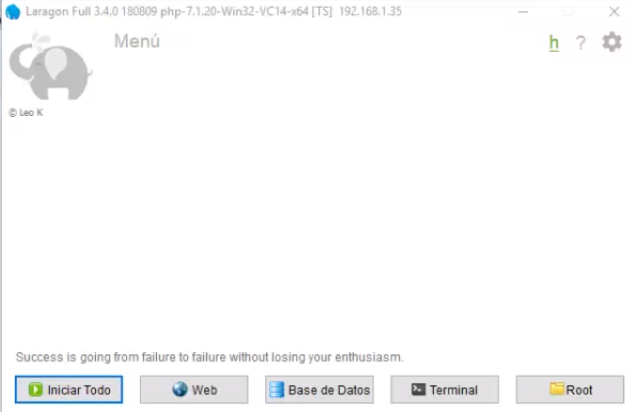 Laragon Full 3.4.0 180809 php-7.1.20-Win32-VC14-x64 [TS] 192.168.1.35
Menú
h ?
© Leo K
Success is going from failure to failure without losing your enthusiasm.
Iniciar Todo Web Base de Datos Terminal Root